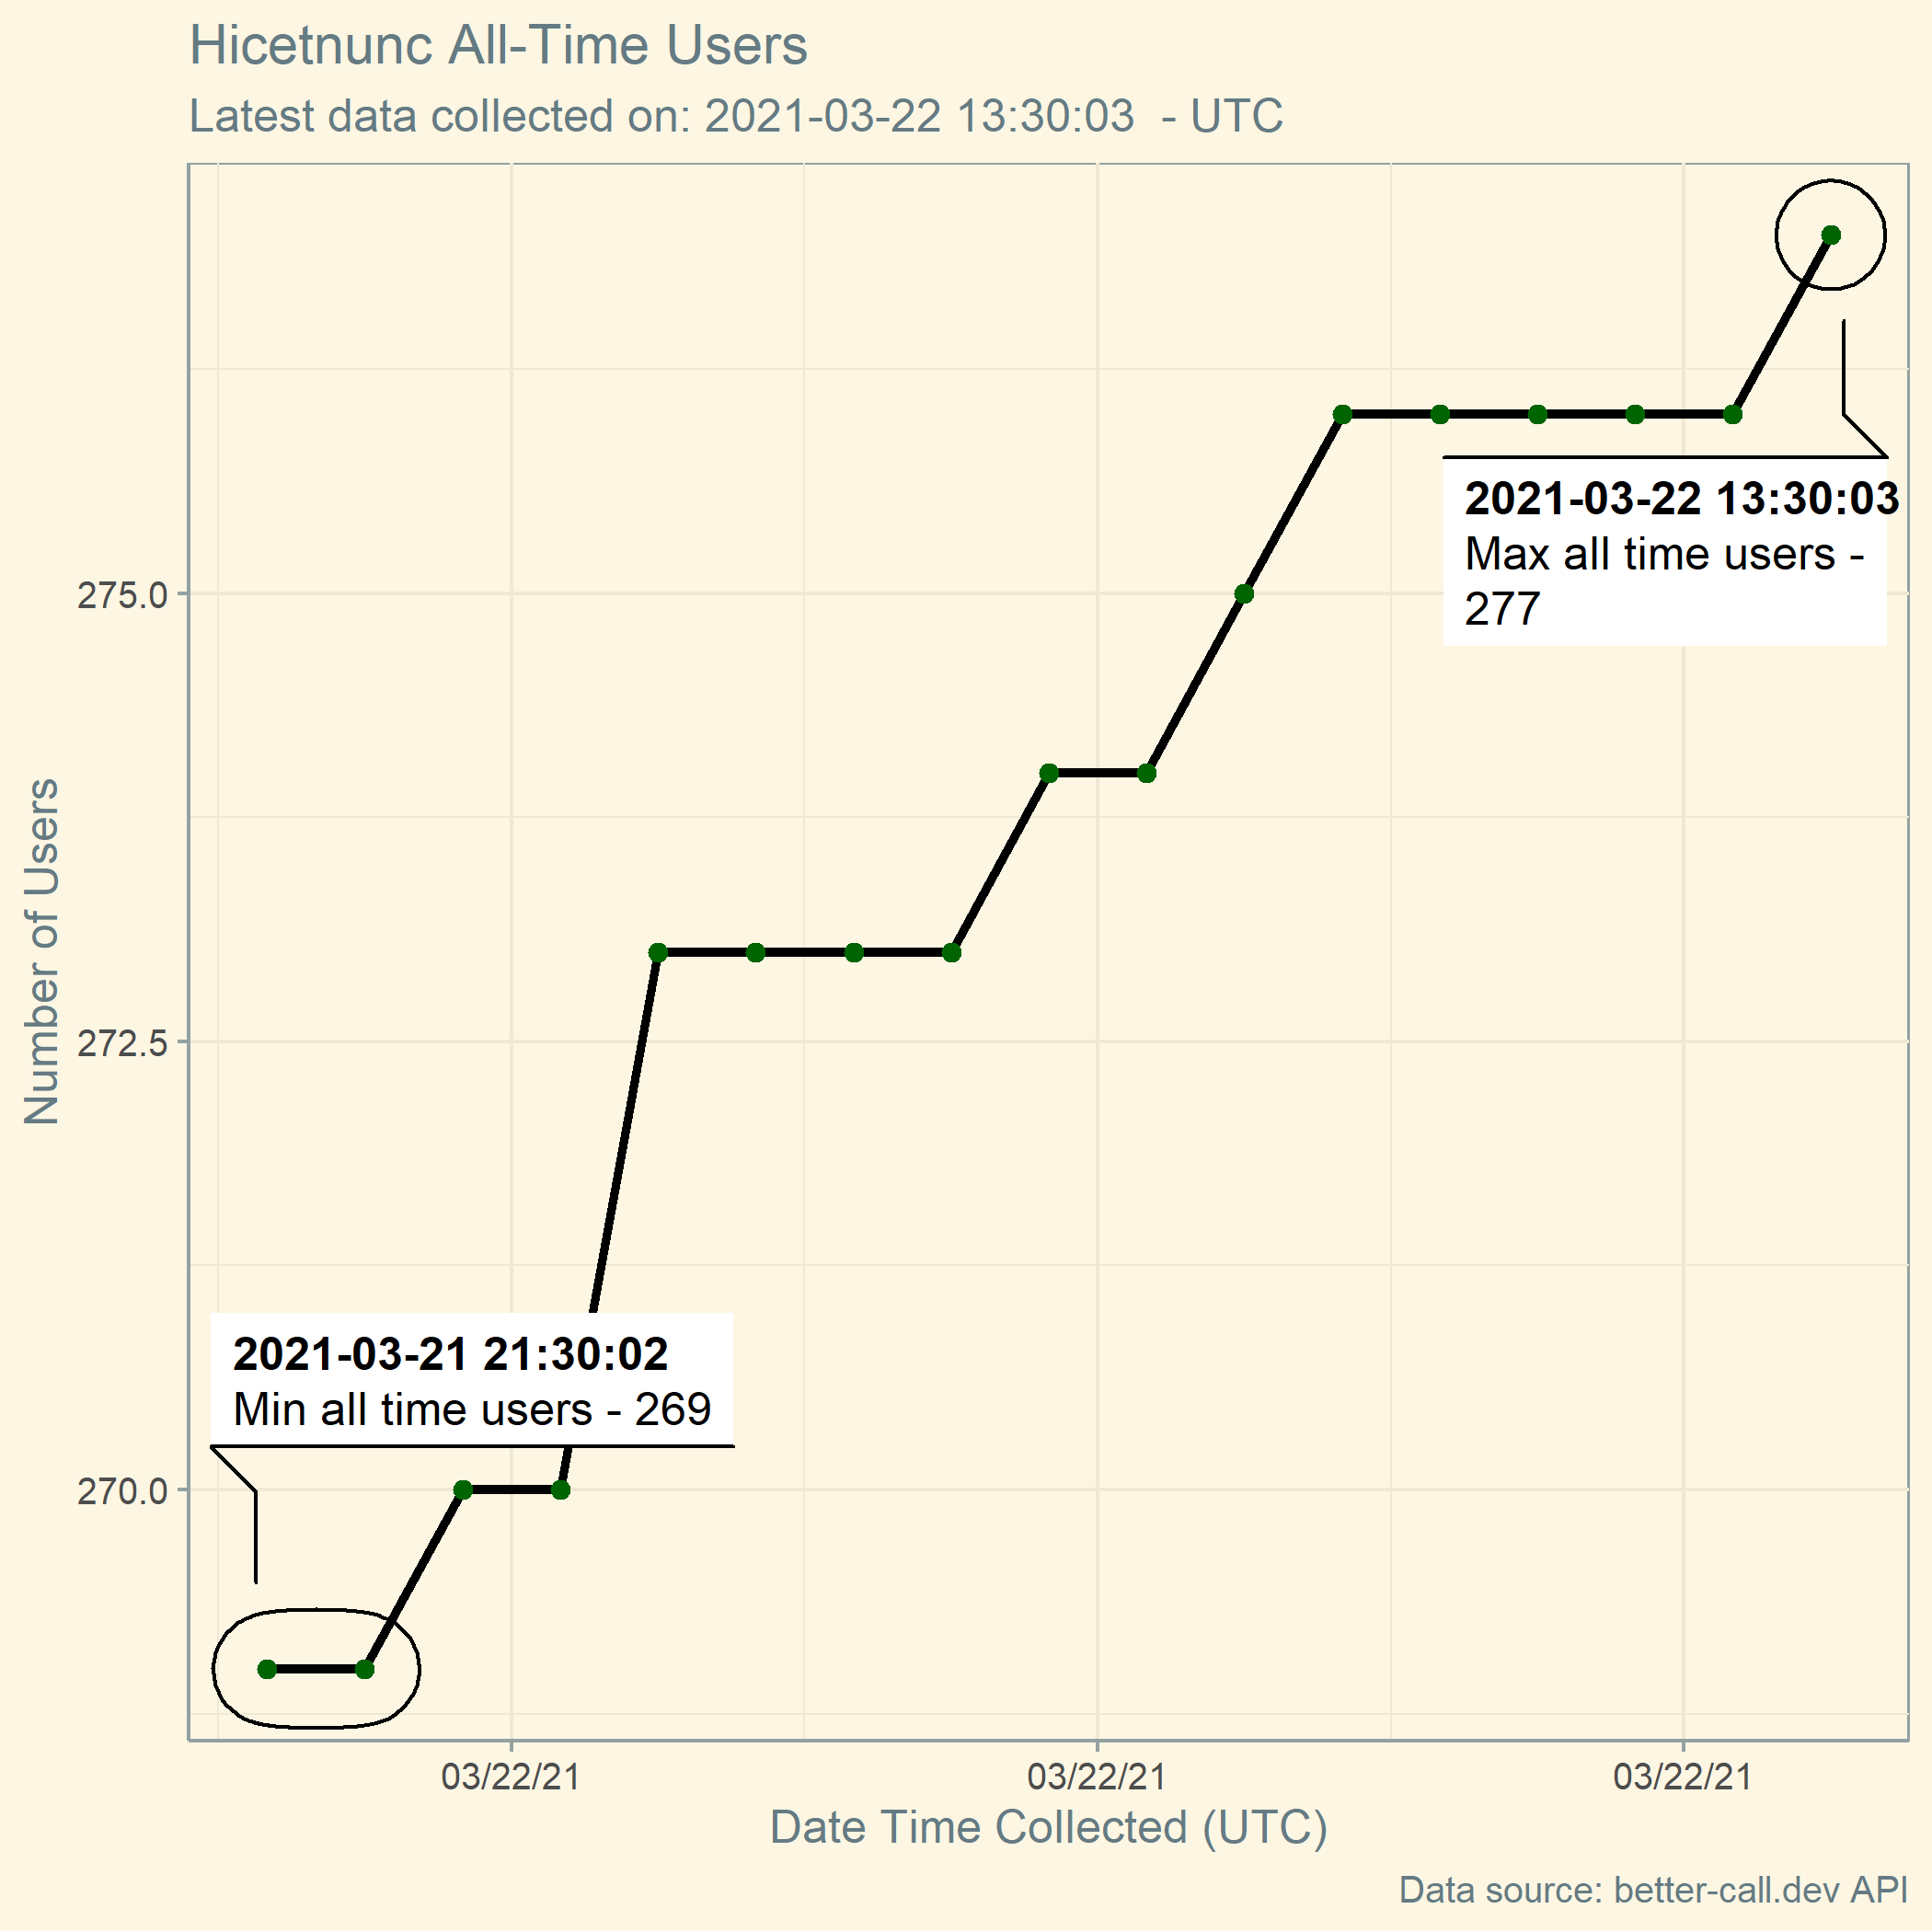 Hicetnunc All-Time Users
Latest data collected on: 2021-03-22 13:30:03  - UTC
2021-03-22 13:30:03
Max all time users -
277
275.0
272.5
270.0
Number of Users
2021-03-21 21:30:02
Min all time users - 269
03/22/21
03/22/21
03/22/21
Date Time Collected (UTC)
Data source: better-call.dev API